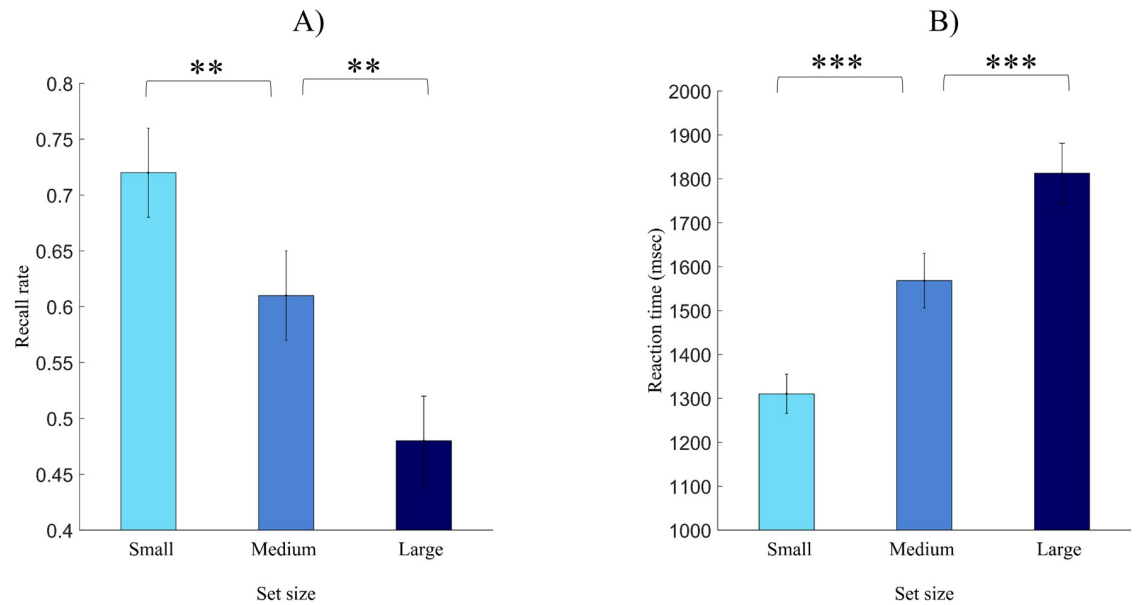 A)
** **
0.8
0.75
0.7
0.65
0.6
0.55
0.5
0.45
0.4
Recall rate
Small Medium Large
Set size
B)
*** ***
2000
1900
1800
1700
1600
1500
1400
1300
1200
1100
1000
Reaction time (msec)
Small Medium Large
Set size